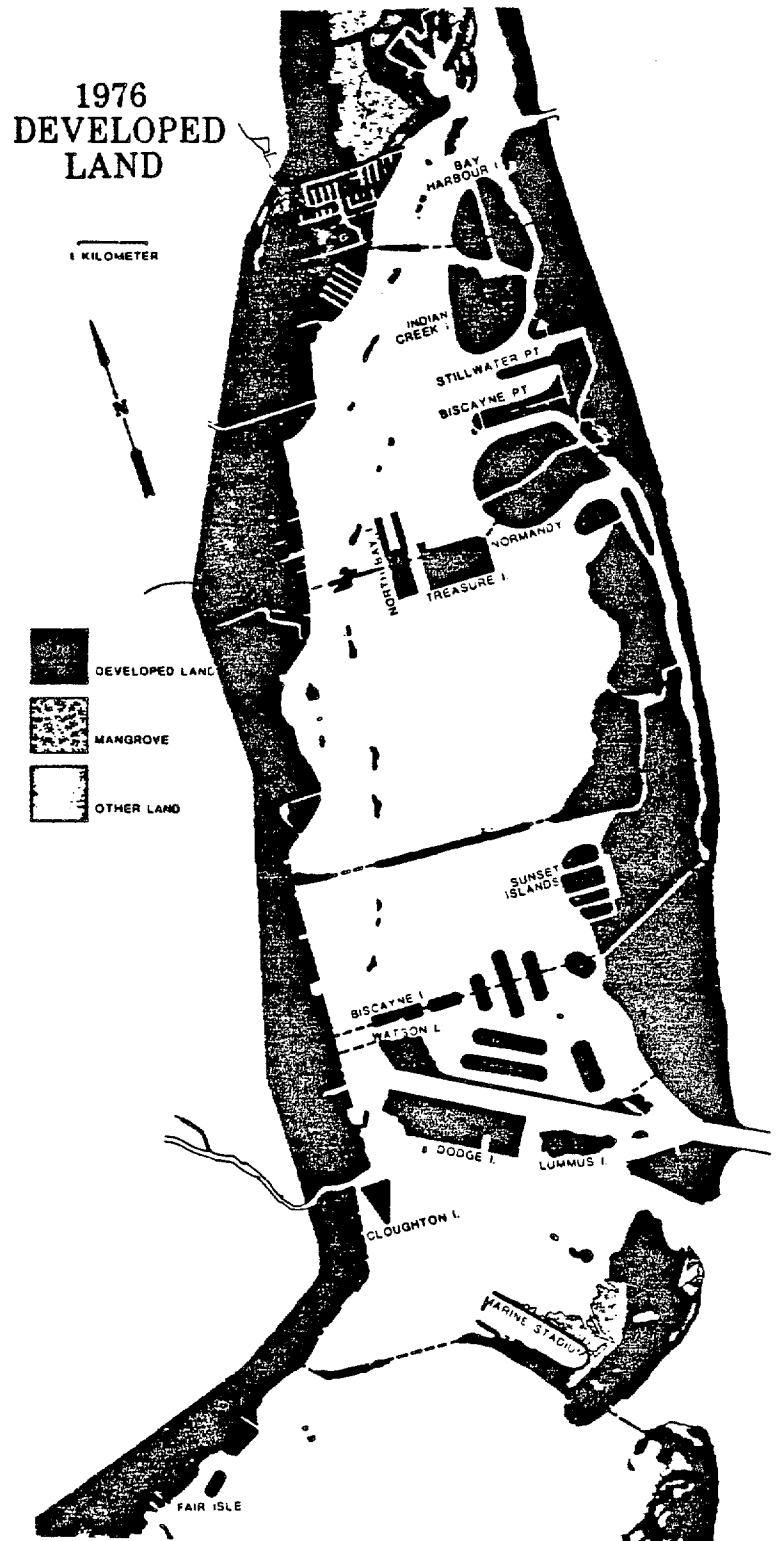 1976
DEVELOPED
LAND
1 KILOMETER
N
BAY
HARBOUR I.
INDIAN
CREEK I.
STILLWATER PT.
BISCAYNE PT.
NORMANDY
NORTH BAY I.
TREASURE I.
DEVELOPED LAND
MANGROVE
OTHER LAND
SUNSET
ISLANDS
BISCAYNE I.
WATSON I.
DODGE I.
LUMMUS I.
CLOUGHTON I.
MARINE STADIUM
FAIR ISLE